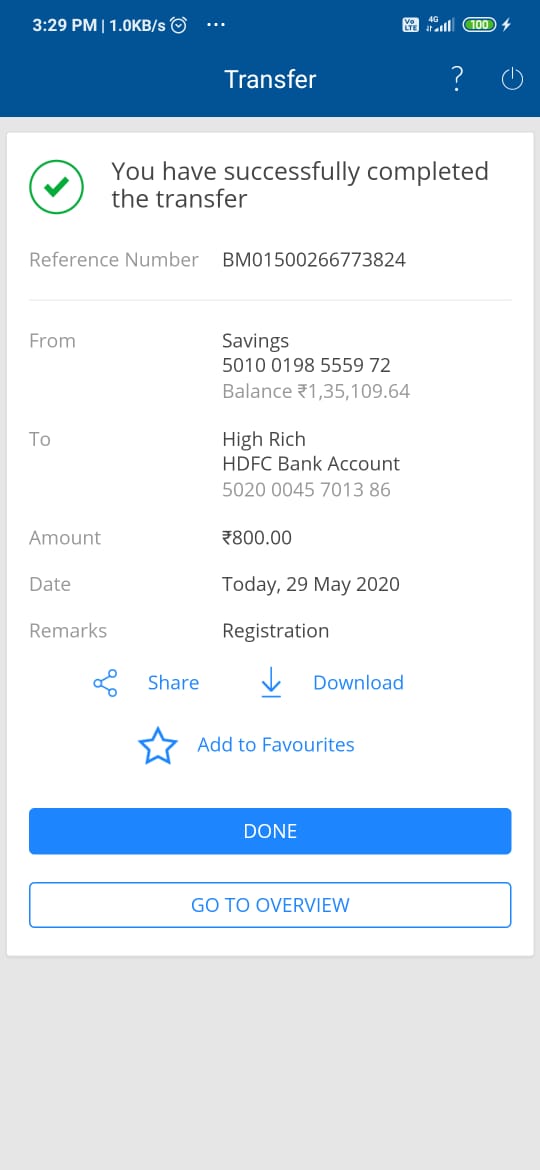 3:29 PM | 1.0KB/s ... Vo LTE 4G 100
Transfer ?
You have successfully completed
the transfer
Reference Number BM01500266773824
From Savings
5010 0198 5559 72
Balance ₹1,35,109.64
To High Rich
HDFC Bank Account
5020 0045 7013 86
Amount ₹800.00
Date Today, 29 May 2020
Remarks Registration
Share Download
Add to Favourites
DONE
GO TO OVERVIEW